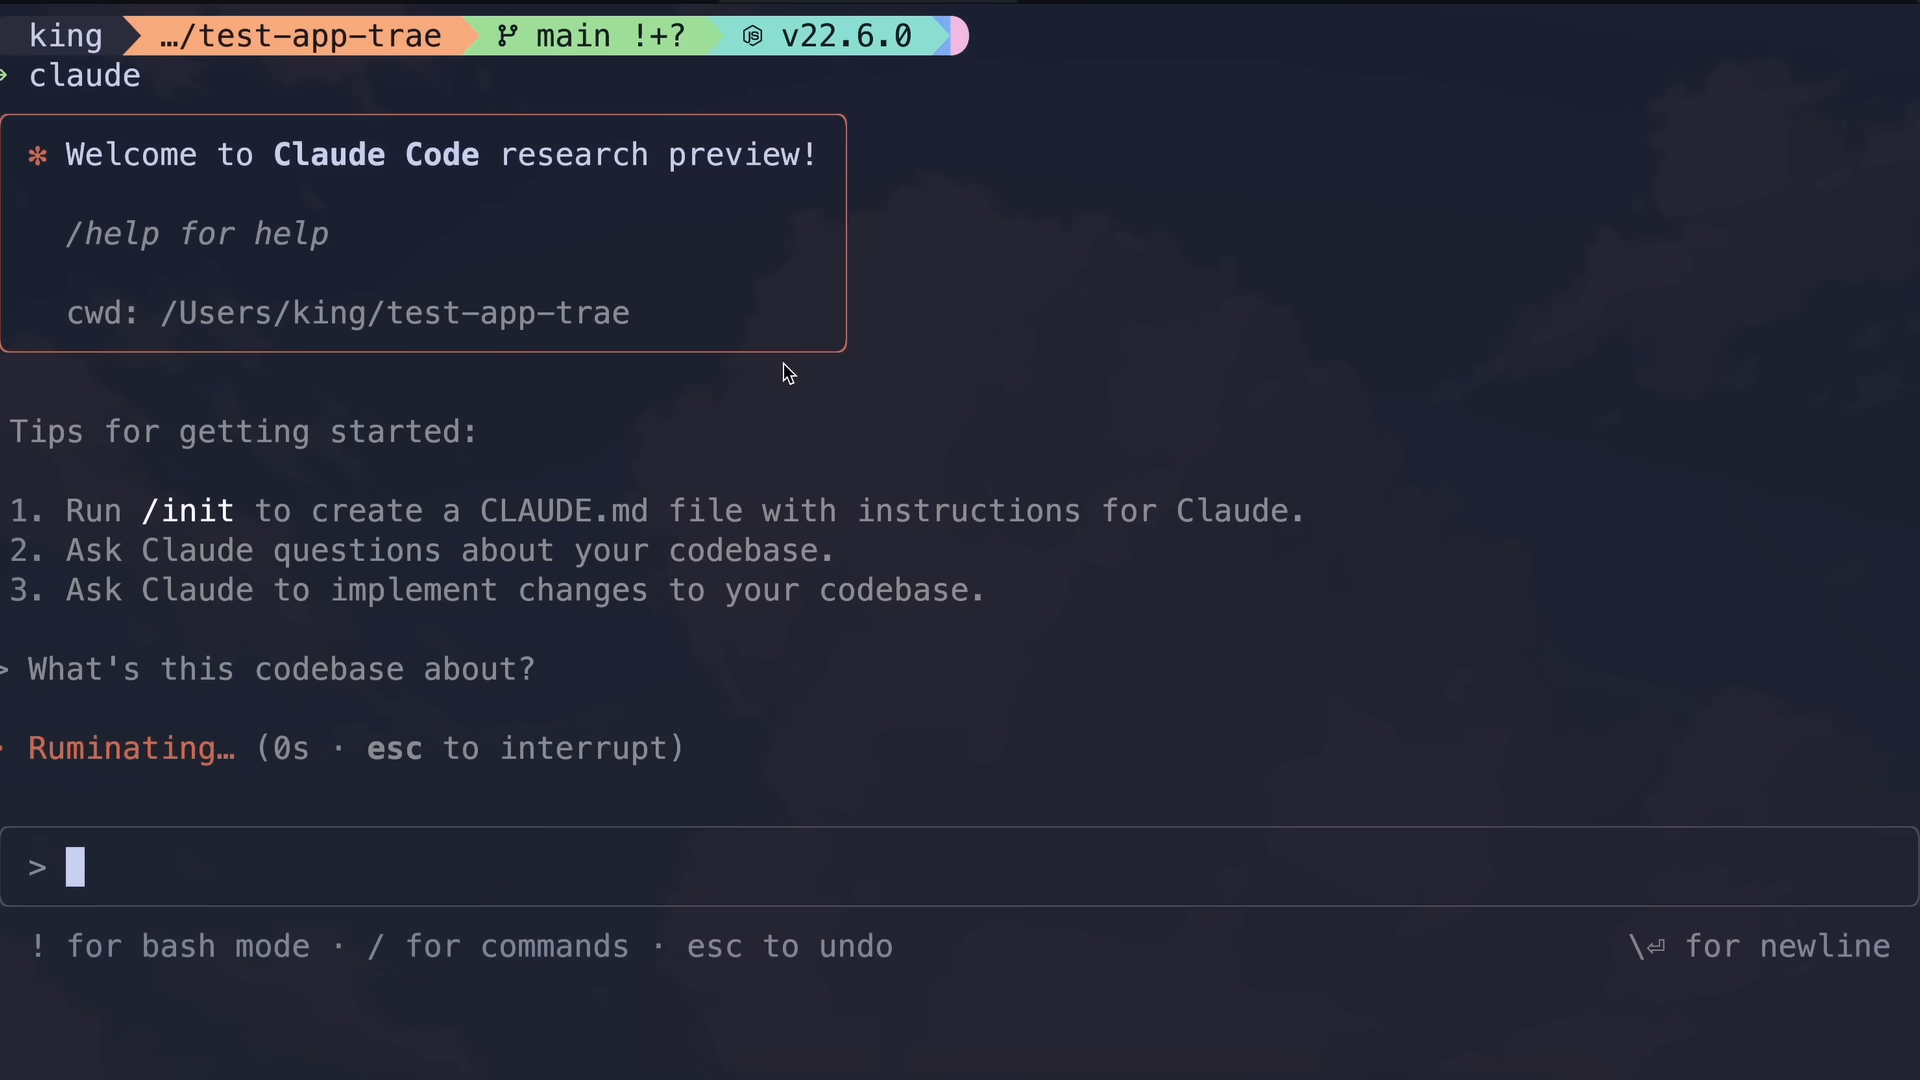 king …/test-app-trae main !+? v22.6.0
claude
* Welcome to Claude Code research preview!
/help for help
cwd: /Users/king/test-app-trae
Tips for getting started:
1. Run /init to create a CLAUDE.md file with instructions for Claude.
2. Ask Claude questions about your codebase.
3. Ask Claude to implement changes to your codebase.
> What's this codebase about?
· Ruminating… (0s · esc to interrupt)
>
! for bash mode · / for commands · esc to undo \⏎ for newline